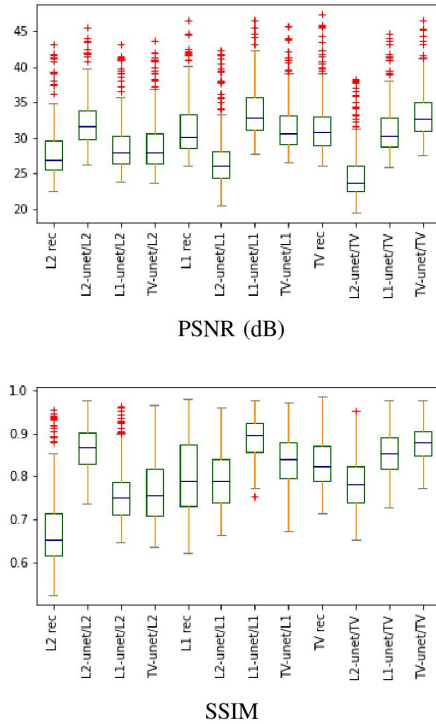 45
40
35
30
25
20
L2 rec
L2-unet/L2
L1-unet/L2
TV-unet/L2
L1 rec
L2-unet/L1
L1-unet/L1
TV-unet/L1
TV rec
L2-unet/TV
L1-unet/TV
TV-unet/TV
PSNR (dB)
1.0
0.9
0.8
0.7
0.6
L2 rec
L2-unet/L2
L1-unet/L2
TV-unet/L2
L1 rec
L2-unet/L1
L1-unet/L1
TV-unet/L1
TV rec
L2-unet/TV
L1-unet/TV
TV-unet/TV
SSIM